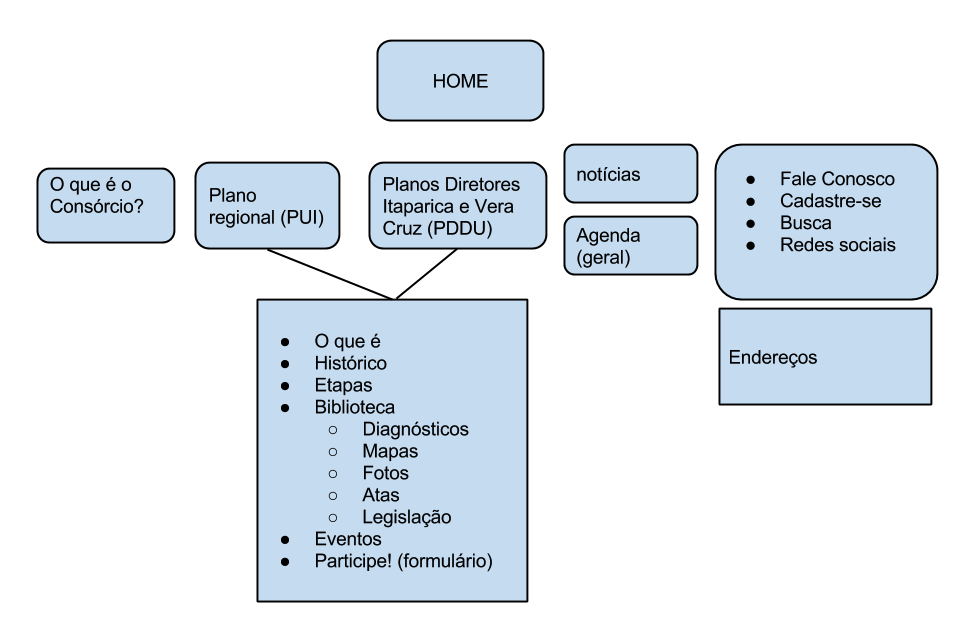 HOME
O que é o
Consórcio?
Plano
regional (PUI)
Planos Diretores
Itaparica e Vera
Cruz (PDDU)
notícias
Agenda
(geral)
● Fale Conosco
● Cadastre-se
● Busca
● Redes sociais
Endereços
● O que é
● Histórico
● Etapas
● Biblioteca
○ Diagnósticos
○ Mapas
○ Fotos
○ Atas
○ Legislação
● Eventos
● Participe! (formulário)